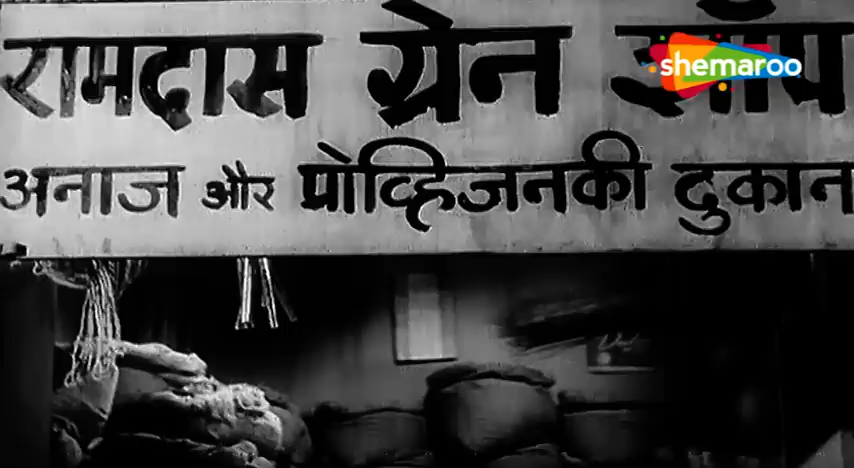 रामदास ग्रेन शॉप
shemaroo
अनाज और प्रोव्हिजनकी दुकान